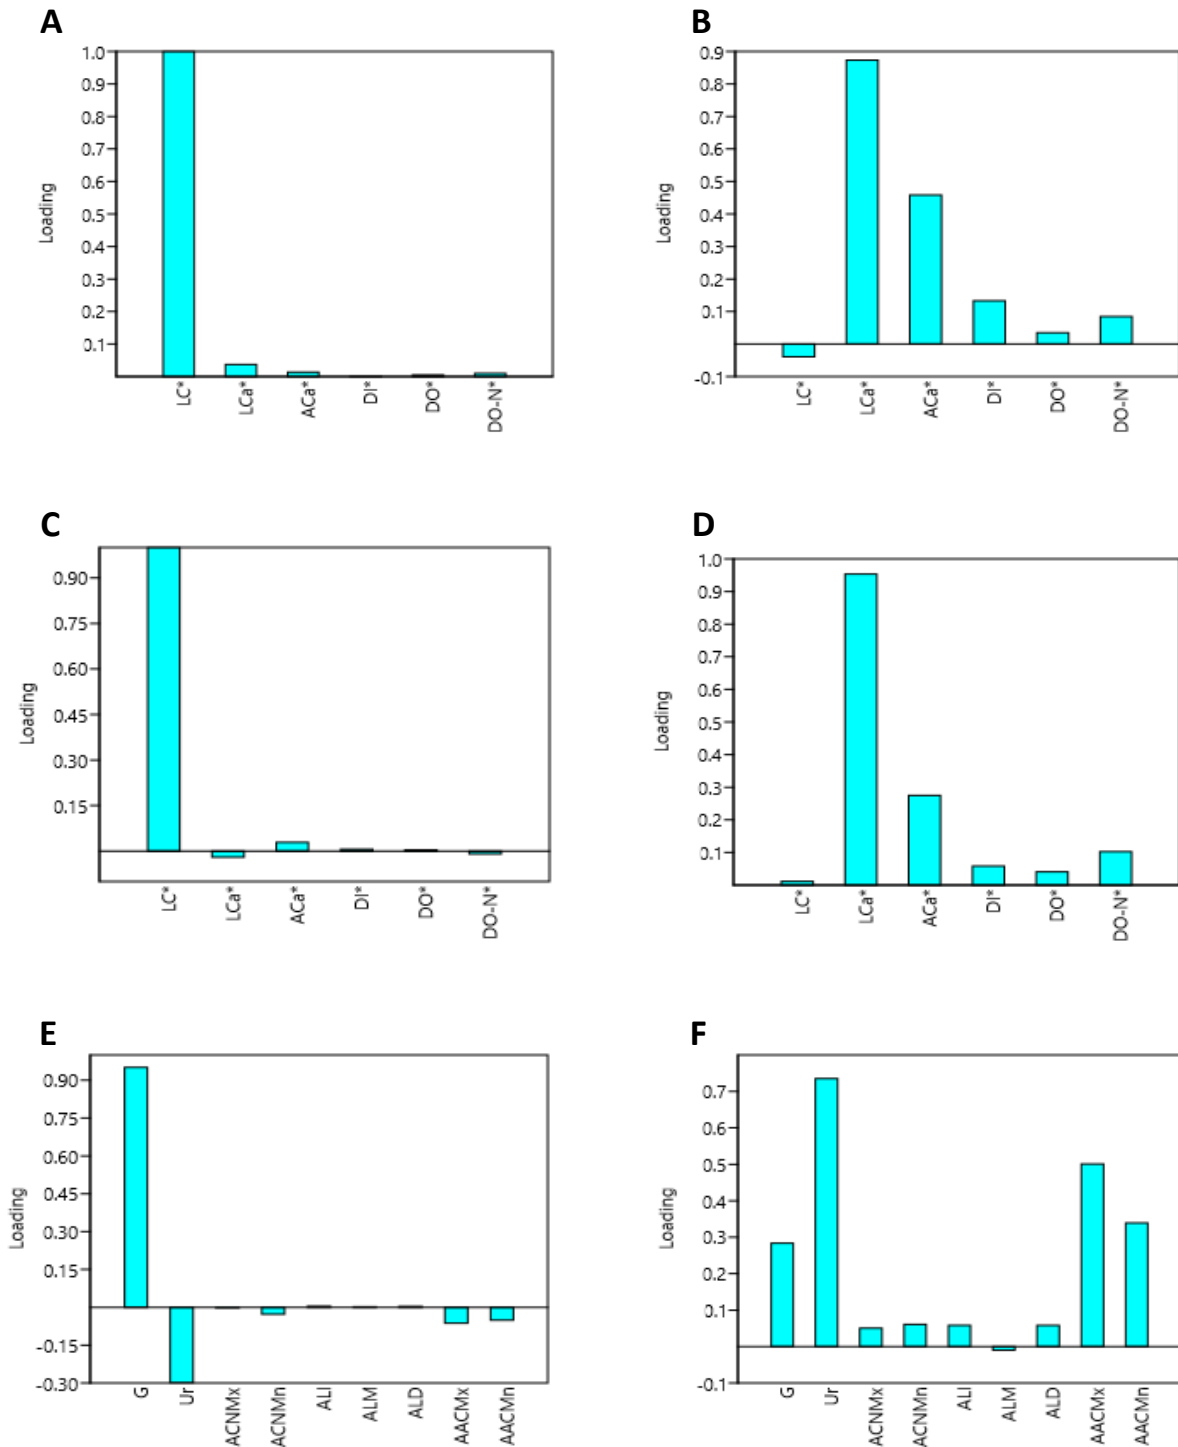 A
1.0
0.9
0.8
0.7
0.6
0.5
0.4
0.3
0.2
0.1
Loading
LC*
LCa*
ACa*
DI*
DO*
DO-N*
B
0.9
0.8
0.7
0.6
0.5
0.4
0.3
0.2
0.1
-0.1
Loading
LC*
LCa*
ACa*
DI*
DO*
DO-N*
C
0.90
0.75
0.60
0.45
0.30
0.15
Loading
LC*
LCa*
ACa*
DI*
DO*
DO-N*
D
1.0
0.9
0.8
0.7
0.6
0.5
0.4
0.3
0.2
0.1
Loading
LC*
LCa*
ACa*
DI*
DO*
DO-N*
E
0.90
0.75
0.60
0.45
0.30
0.15
-0.15
-0.30
Loading
G
Ur
ACNMx
ACNMn
ALI
ALM
ALD
AACMx
AACMn
F
0.7
0.6
0.5
0.4
0.3
0.2
0.1
-0.1
Loading
G
Ur
ACNMx
ACNMn
ALI
ALM
ALD
AACMx
AACMn